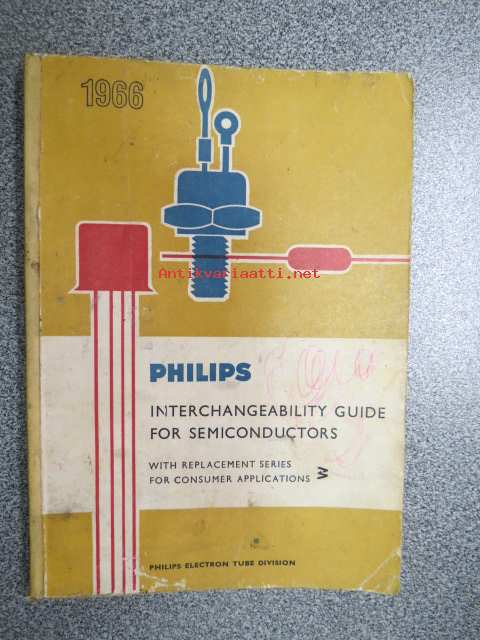 1966
Antikvariaatti.net
PHILIPS
INTERCHANGEABILITY GUIDE
FOR SEMICONDUCTORS
WITH REPLACEMENT SERIES
FOR CONSUMER APPLICATIONS
PHILIPS ELECTRON TUBE DIVISION